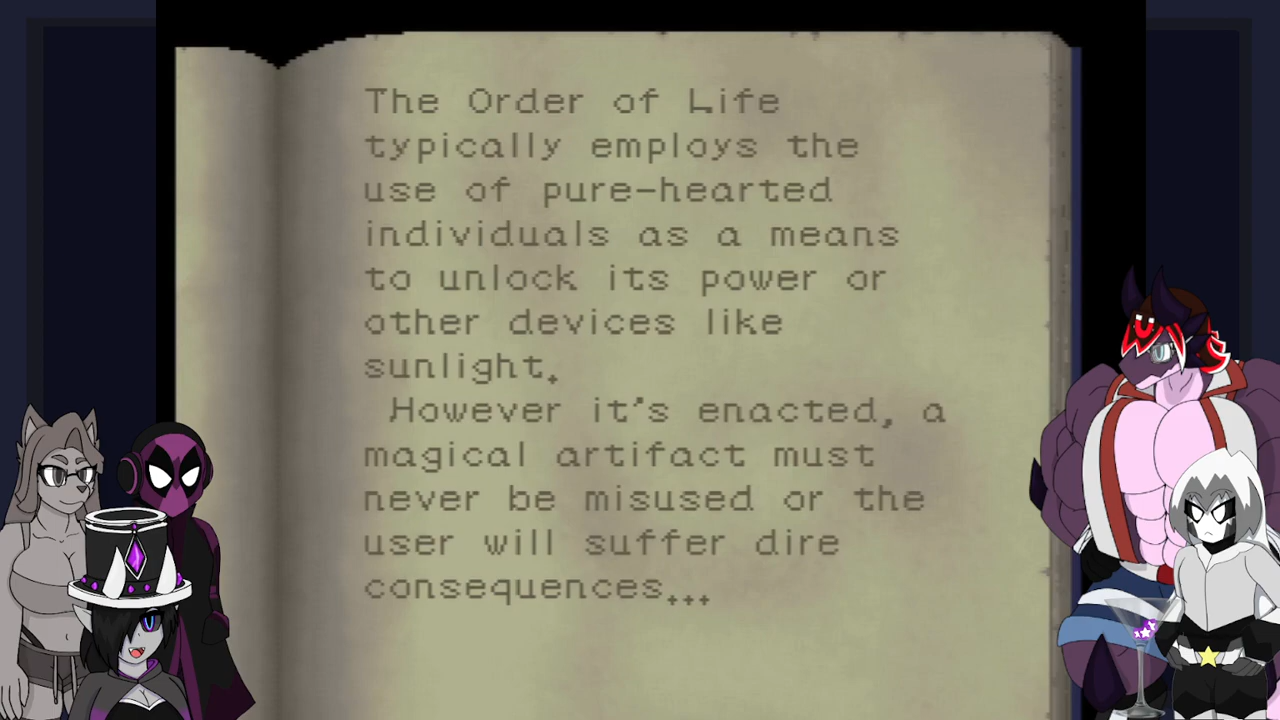 The Order of Life
typically employs the
use of pure-hearted
individuals as a means
to unlock its power or
other devices like
sunlight.
However it's enacted, a
magical artifact must
never be misused or the
user will suffer dire
consequences...